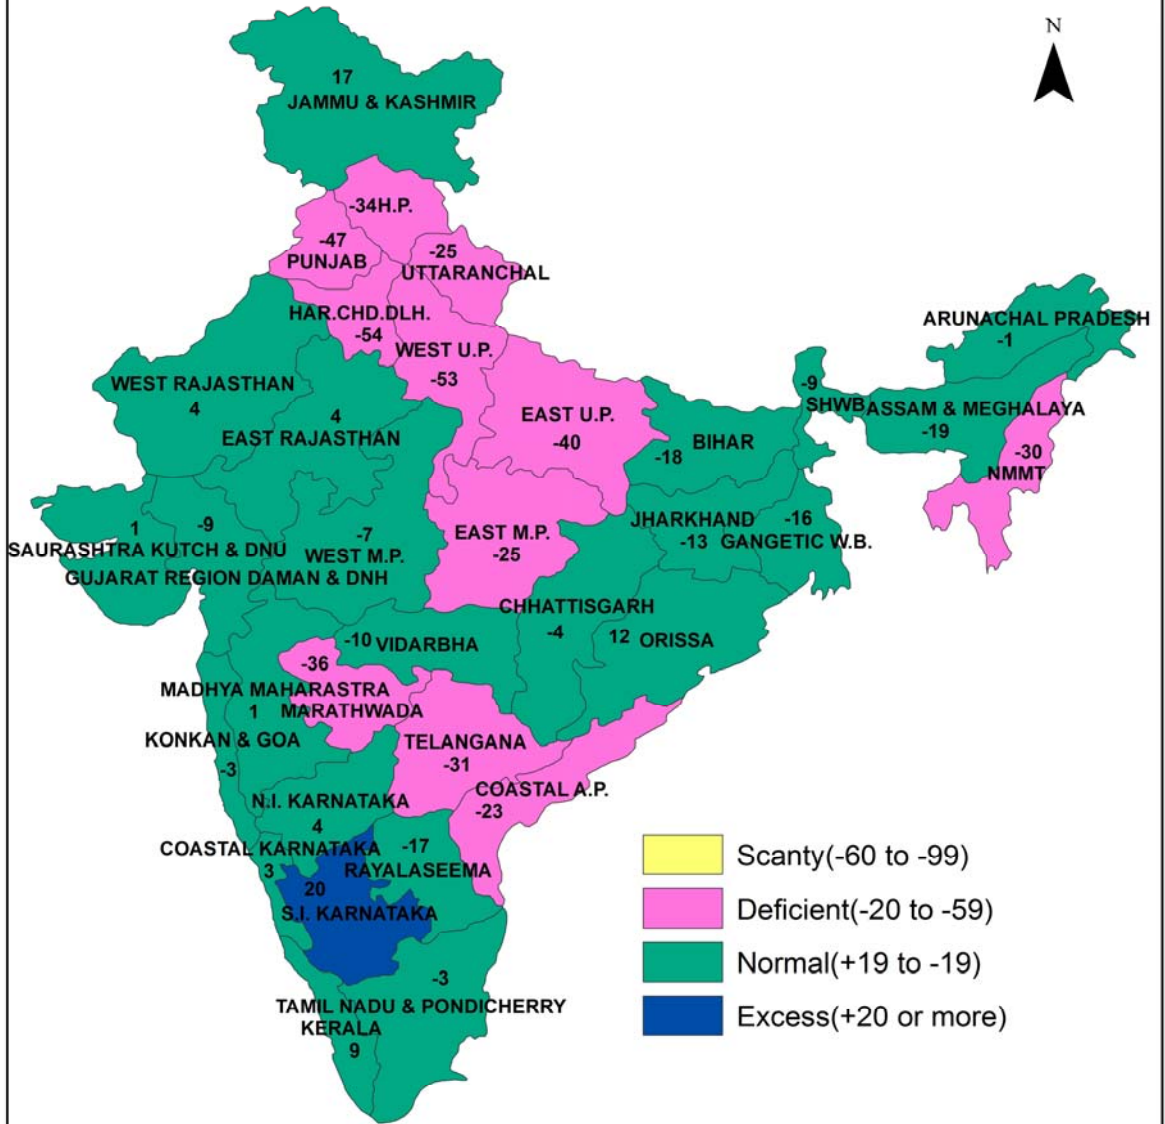 N
17
JAMMU & KASHMIR
-34H.P.
-47
PUNJAB
-25
UTTARANCHAL
HAR.CHD.DLH.
-54
WEST U.P.
-53
ARUNACHAL PRADESH
-1
WEST RAJASTHAN
4
4
EAST RAJASTHAN
EAST U.P.
-40
-18 BIHAR
-9
SHWB
ASSAM & MEGHALAYA
-19
-30
NMMT
1
SAURASHTRA KUTCH & DNU
-9
GUJARAT REGION DAMAN & DNH
-7
WEST M.P.
EAST M.P.
-25
JHARKHAND
-13
-16
GANGETIC W.B.
CHHATTISGARH
-4
12 ORISSA
-10 VIDARBHA
-36
MADHYA MAHARASTRA
1
MARATHWADA
KONKAN & GOA
-3
TELANGANA
-31
COASTAL A.P.
-23
N.I. KARNATAKA
4
COASTAL KARNATAKA
3
-17
RAYALASEEMA
20
S.I. KARNATAKA
-3
TAMIL NADU & PONDICHERRY
KERALA
9
Scanty(-60 to -99)
Deficient(-20 to -59)
Normal(+19 to -19)
Excess(+20 or more)